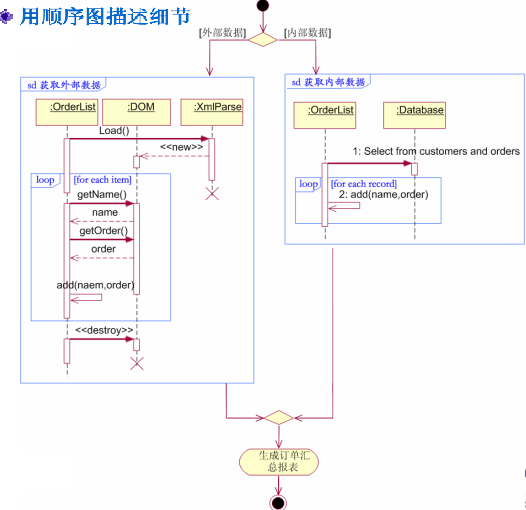 用顺序图描述细节
[外部数据]
[内部数据]
sd 获取外部数据
:OrderList
:DOM
:XmlParse
Load()
<<new>>
loop
[for each item]
getName()
name
getOrder()
order
add(naem,order)
<<destroy>>
sd 获取内部数据
:OrderList
:Database
1: Select from customers and orders
loop
[for each record]
2: add(name,order)
生成订单汇
总报表